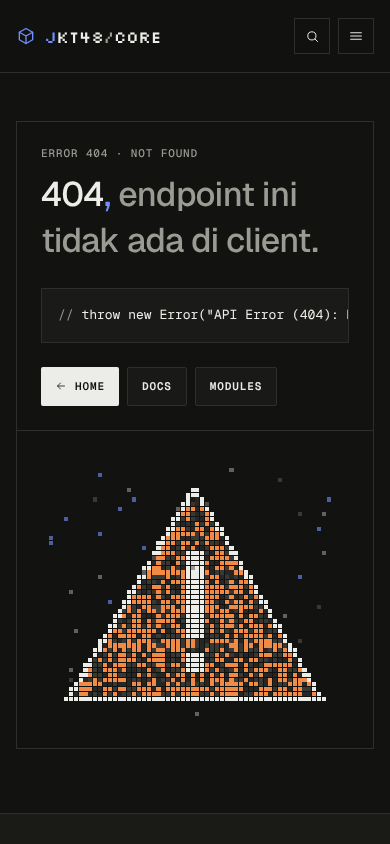 JKT48/CORE
ERROR 404 · NOT FOUND
404, endpoint ini
tidak ada di client.
// throw new Error("API Error (404):
← HOME
DOCS
MODULES